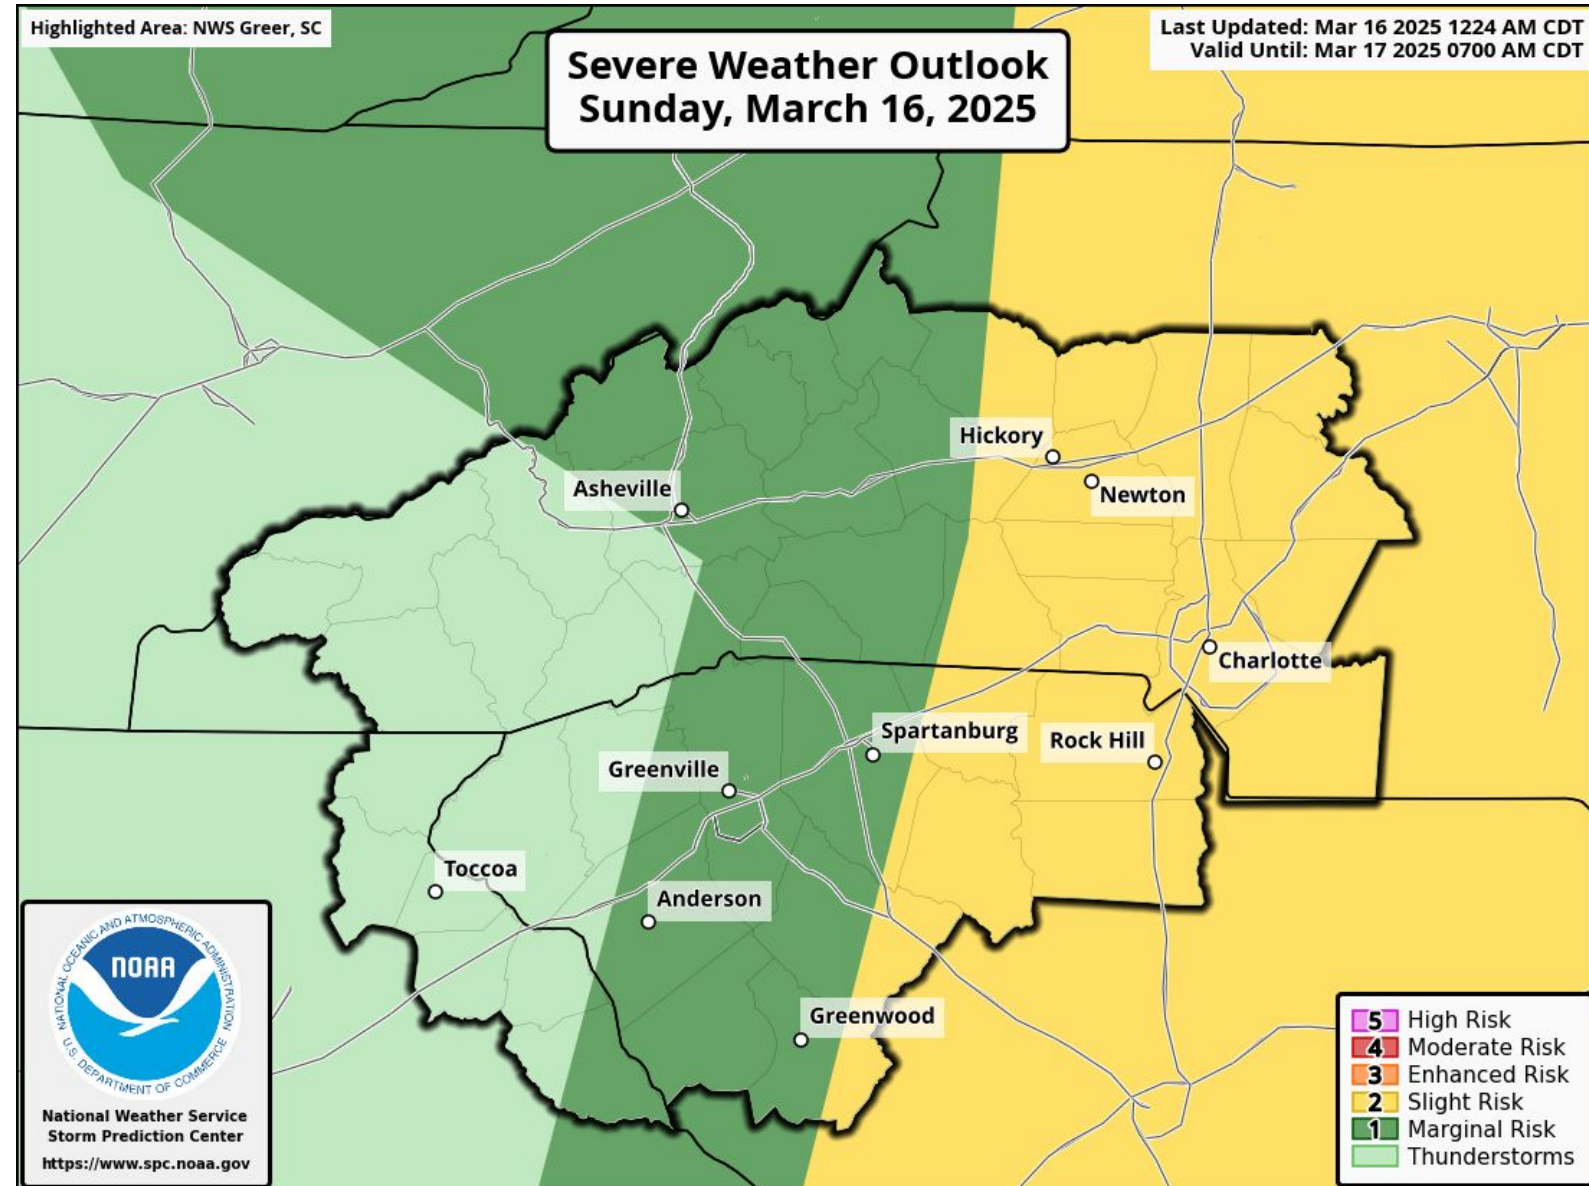 Highlighted Area: NWS Greer, SC
Last Updated: Mar 16 2025 1224 AM CDT
Valid Until: Mar 17 2025 0700 AM CDT
Severe Weather Outlook
Sunday, March 16, 2025
Hickory
Asheville
Newton
Charlotte
Spartanburg
Rock Hill
Greenville
Toccoa
Anderson
Greenwood
NATIONAL OCEANIC AND ATMOSPHERIC ADMINISTRATION
NOAA
U.S. DEPARTMENT OF COMMERCE
National Weather Service
Storm Prediction Center
https://www.spc.noaa.gov
5 High Risk
4 Moderate Risk
3 Enhanced Risk
2 Slight Risk
1 Marginal Risk
Thunderstorms